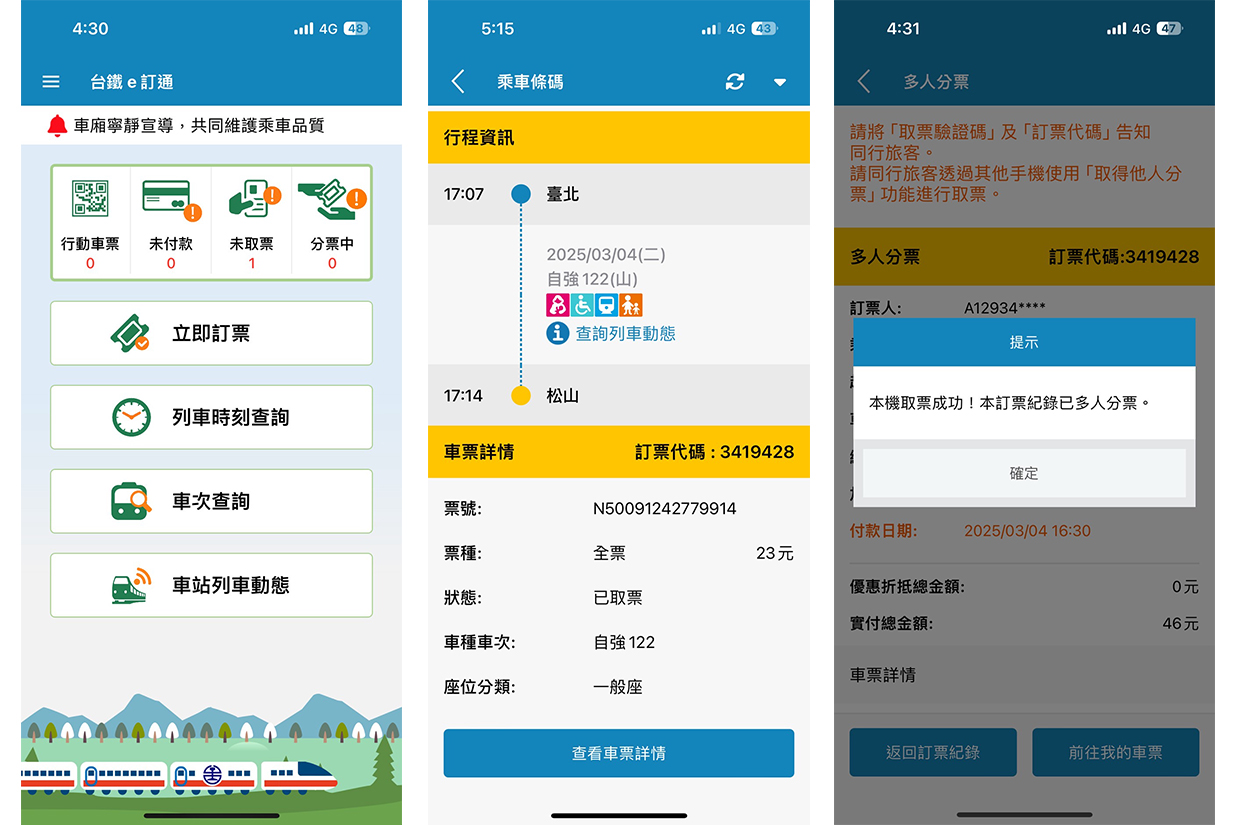 4:30
4G 48
台鐵 e 訂通
車廂寧靜宣導，共同維護乘車品質
行動車票 未付款 未取票 分票中
0 0 1 0
立即訂票
列車時刻查詢
車次查詢
車站列車動態
5:15
4G 43
乘車條碼
行程資訊
17:07 臺北
2025/03/04(二)
自強 122(山)
查詢列車動態
17:14 松山
車票詳情 訂票代碼 : 3419428
票號: N50091242779914
票種: 全票 23 元
狀態: 已取票
車種車次: 自強 122
座位分類: 一般座
查看車票詳情
4:31
4G 47
多人分票
請將「取票驗證碼」及「訂票代碼」告知
同行旅客。
請同行旅客透過其他手機使用「取得他人分
票」功能進行取票。
多人分票 訂票代碼:3419428
訂票人: A12934****
提示
本機取票成功！本訂票紀錄已多人分票。
確定
付款日期: 2025/03/04 16:30
優惠折抵總金額: 0 元
實付總金額: 46 元
車票詳情
返回訂票紀錄 前往我的車票